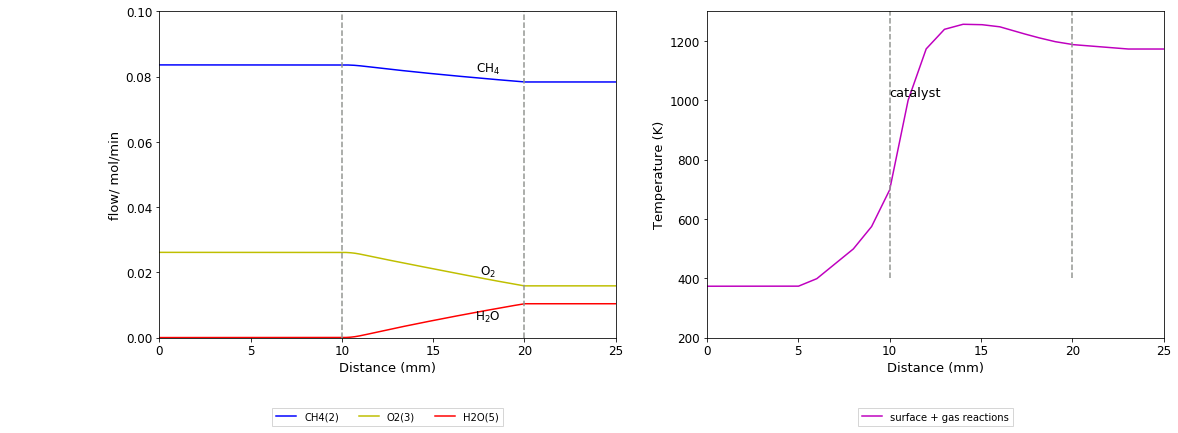 0.10
0.08
0.06
0.04
0.02
0.00
flow/ mol/min
CH4
O2
H2O
0 5 10 15 20 25
Distance (mm)
CH4(2) O2(3) H2O(5)
1200
1000
800
600
400
200
Temperature (K)
catalyst
0 5 10 15 20 25
Distance (mm)
surface + gas reactions